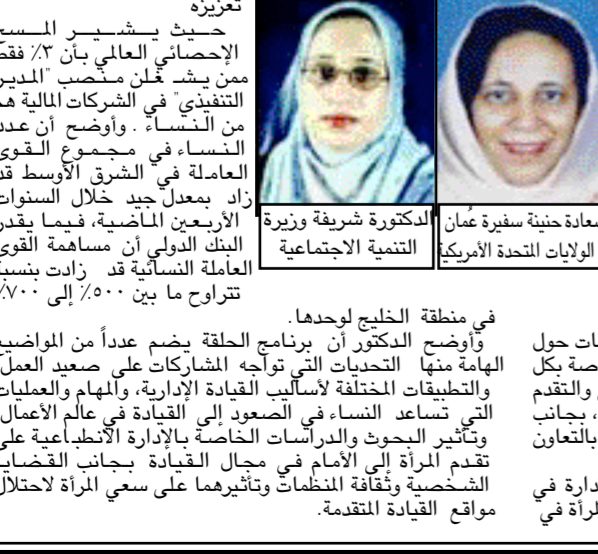 تعزيزه
حيث يشير المسح
الإحصائي العالمي بأن ٣٪ فقط
ممن يشـ غلن منصب "المدير
التنفيذي" في الشركات المالية هم
من النساء . وأوضح أن عدد
النساء في مجموع القوى
العاملة في الشرق الأوسط قد
زاد بمعدل جيد خلال السنوات
الأربعين الماضية، فيما يقدر
البنك الدولي أن مساهمة القوى
العاملة النسائية قد زادت بنسبة
تتراوح ما بين ٥٠٠٪ إلى ٧٠٠٪
في منطقة الخليج لوحدها.
وأوضح الدكتور أن برنامج الحلقة يضم عدداً من المواضيع
الهامة منها التحديات التي تواجه المشاركات على صعيد العمل،
والتطبيقات المختلفة لأساليب القيادة الإدارية، والمهام والعمليات
التي تساعد النساء في الصعود إلى القيادة في عالم الأعمال،
وتأثير البحوث والدراسات الخاصة بالإدارة الانطباعية على
تقدم المرأة إلى الأمام في مجال القيادة بجانب القضايا
الشخصية وثقافة المنظمات وتأثيرهما على سعي المرأة لاحتلال
مواقع القيادة المتقدمة.
سعادة حنينة سفيرة عُمان
الولايات المتحدة الأمريكية
الدكتورة شريفة وزيرة
التنمية الاجتماعية
ات حول
صة بكل
والتقدم
، بجانب
بالتعاون
دارة في
لرأة في